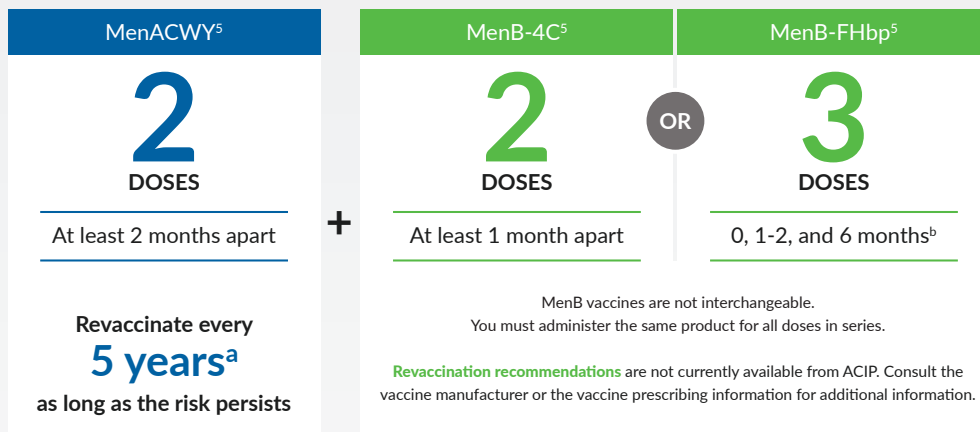 MenACWY⁵
2
DOSES
At least 2 months apart
Revaccinate every
5 yearsᵃ
as long as the risk persists
+
MenB-4C⁵
2
DOSES
At least 1 month apart
OR
MenB-FHbp⁵
3
DOSES
0, 1-2, and 6 monthsᵇ
MenB vaccines are not interchangeable.
You must administer the same product for all doses in series.
Revaccination recommendations are not currently available from ACIP. Consult the
vaccine manufacturer or the vaccine prescribing information for additional information.